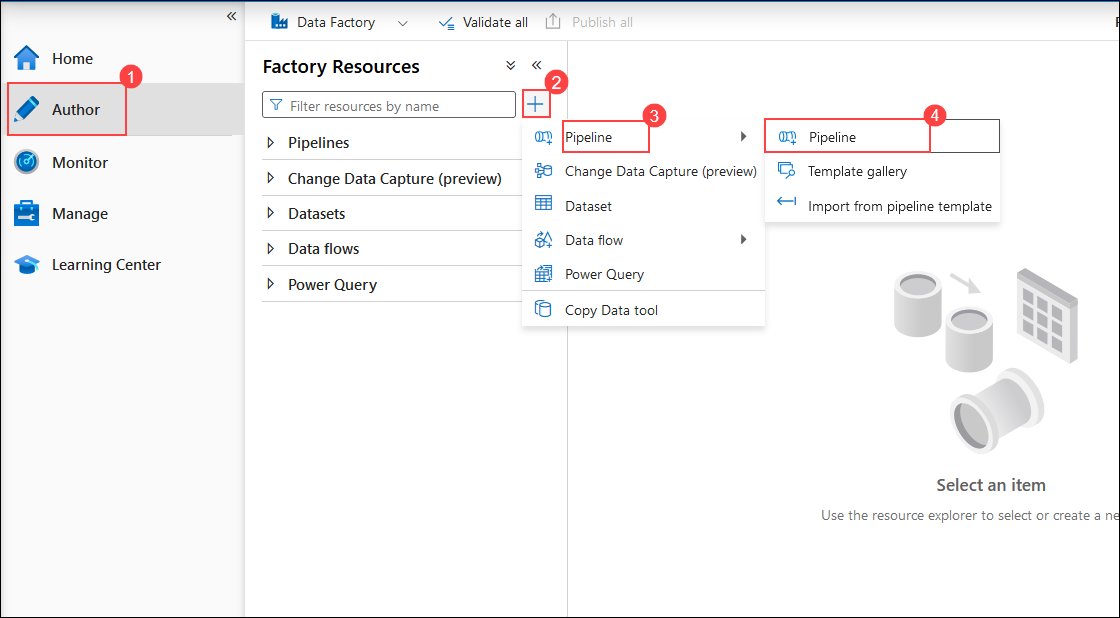 Data Factory
Validate all
Publish all
Home
1
Author
Monitor
Manage
Learning Center
Factory Resources
2
Filter resources by name
Pipelines
Change Data Capture (preview)
Datasets
Data flows
Power Query
3
Pipeline
Change Data Capture (preview)
Dataset
Data flow
Power Query
Copy Data tool
4
Pipeline
Template gallery
Import from pipeline template
Select an item
Use the resource explorer to select or create a ne